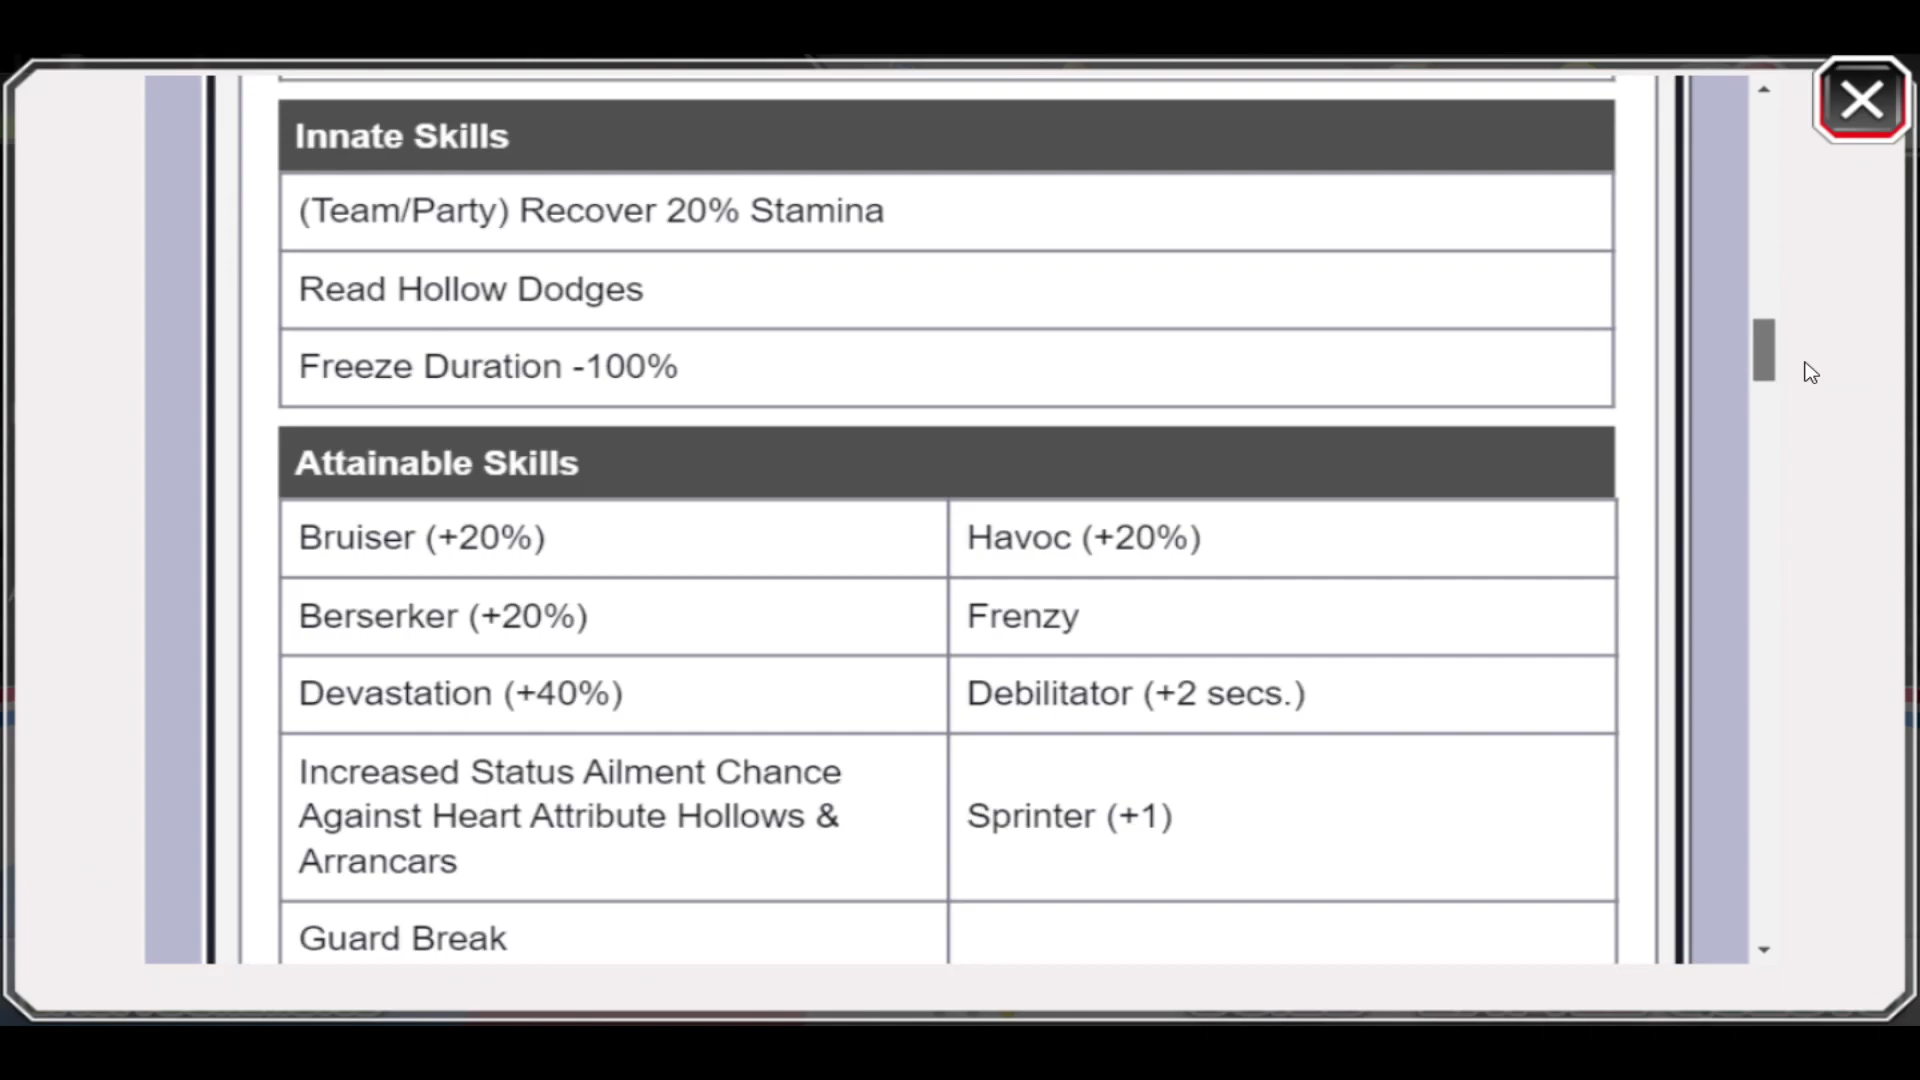 Innate Skills
(Team/Party) Recover 20% Stamina
Read Hollow Dodges
Freeze Duration -100%
Attainable Skills
Bruiser (+20%)
Havoc (+20%)
Berserker (+20%)
Frenzy
Devastation (+40%)
Debilitator (+2 secs.)
Increased Status Ailment Chance
Against Heart Attribute Hollows &
Arrancars
Sprinter (+1)
Guard Break